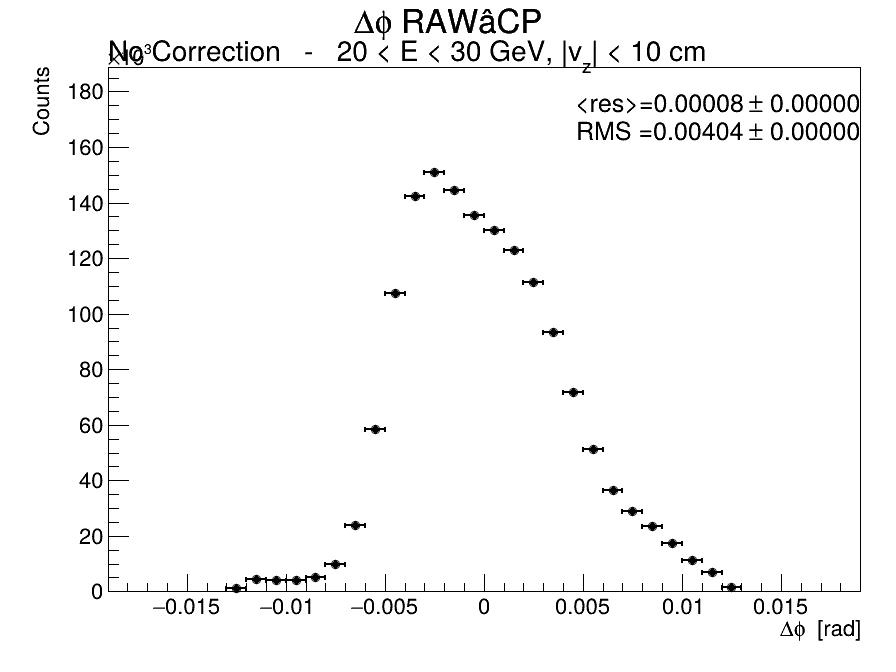 Δϕ RAWâCP
No Correction - 20 < E < 30 GeV, |v_z| < 10 cm
×10³
Counts
<res>=0.00008 ± 0.00000
RMS =0.00404 ± 0.00000
180
160
140
120
100
80
60
40
20
0
−0.015 −0.01 −0.005 0 0.005 0.01 0.015
Δϕ [rad]